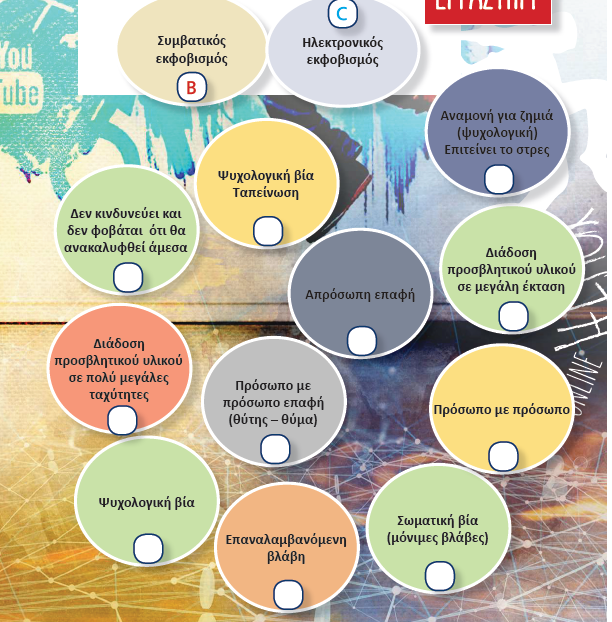 ΕΡΓΑΣΤΗΡΙ
You
Tube
Συμβατικός
εκφοβισμός
B
C
Ηλεκτρονικός
εκφοβισμός
Αναμονή για ζημιά
(ψυχολογική)
Επιτείνει το στρες
Ψυχολογική βία
Ταπείνωση
Δεν κινδυνεύει και
δεν φοβάται ότι θα
ανακαλυφθεί άμεσα
Διάδοση
προσβλητικού υλικού
σε μεγάλη έκταση
Απρόσωπη επαφή
Διάδοση
προσβλητικού υλικού
σε πολύ μεγάλες
ταχύτητες
Πρόσωπο με
πρόσωπο επαφή
(θύτης – θύμα)
Πρόσωπο με πρόσωπο
ONLINE
Ψυχολογική βία
Επαναλαμβανόμενη
βλάβη
Σωματική βία
(μόνιμες βλάβες)